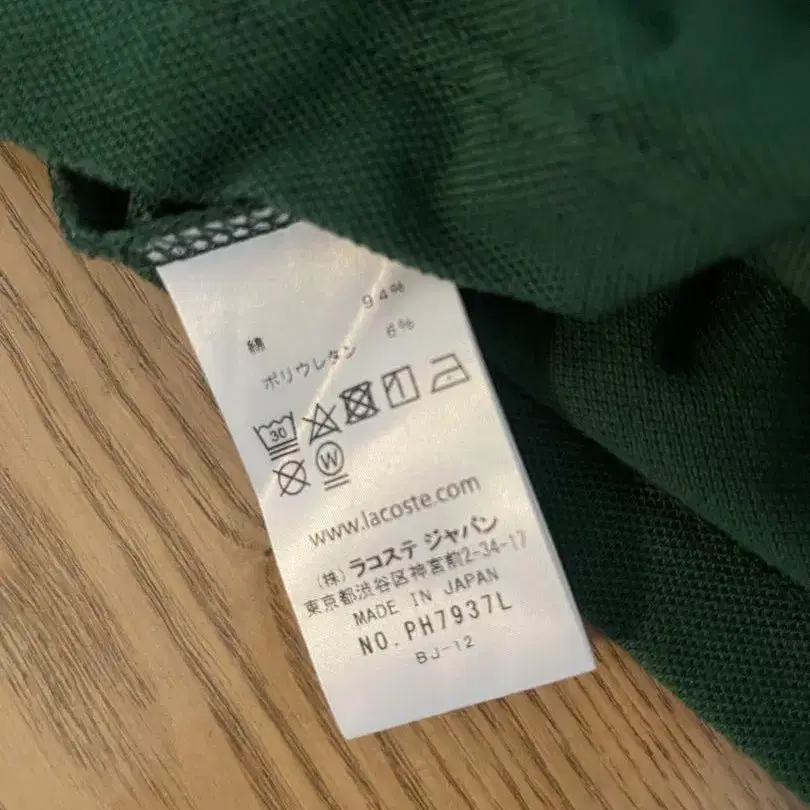 綿 94%
ポリウレタン 6%
30
W
www.lacoste.com
(株) ラコステ ジャパン
東京都渋谷区神宮前2-34-17
MADE IN JAPAN
NO. PH7937L
BJ-12